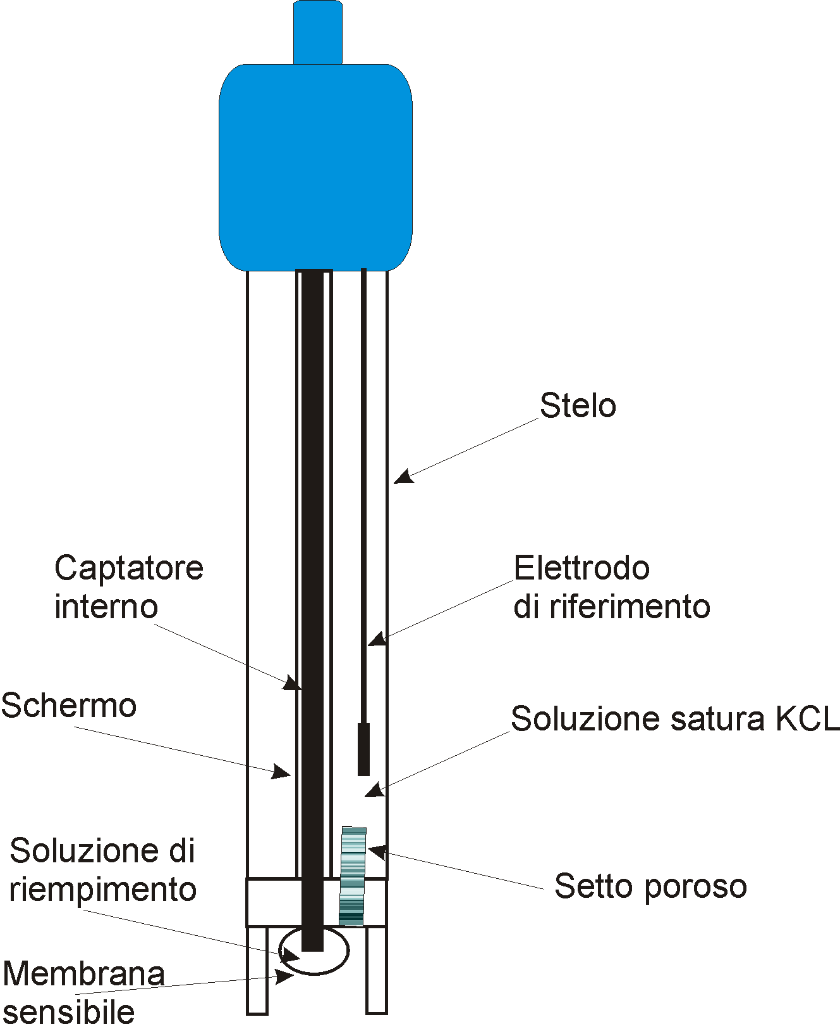 Stelo
Captatore
interno
Elettrodo
di riferimento
Schermo
Soluzione satura KCL
Soluzione di
riempimento
Setto poroso
Membrana
sensibile